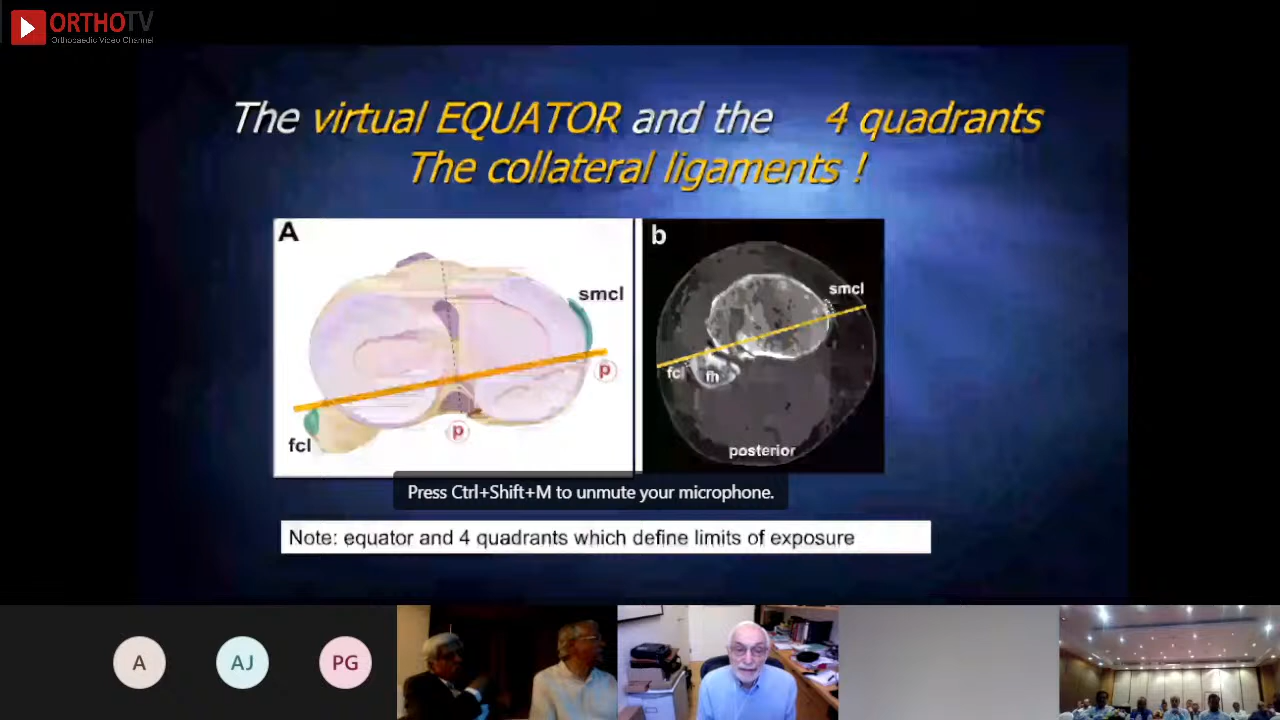 ORTHOTV
Orthopaedic Video Channel
The virtual EQUATOR and the 4 quadrants
The collateral ligaments !
A
smcl
p
p
fcl
b
smcl
fcl
fh
posterior
Press Ctrl+Shift+M to unmute your microphone.
Note: equator and 4 quadrants which define limits of exposure
A
AJ
PG